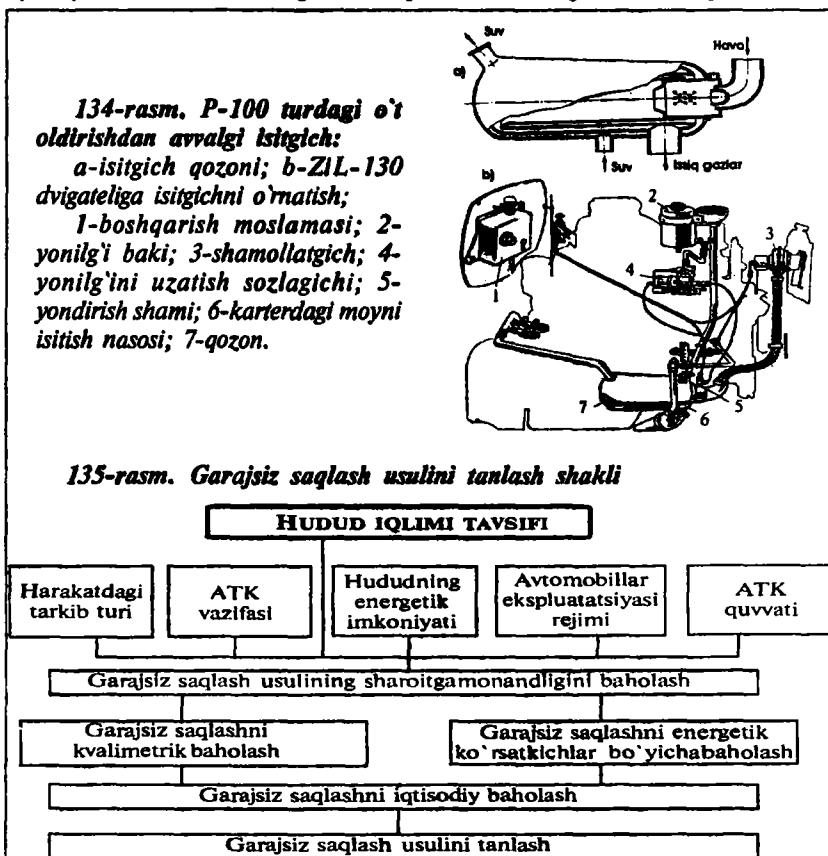 134-rasm. P-100 turdagi o`t
oldirishdan avvalgi isitgich:
a-isitgich qozoni; b-ZiL-130
dvigateliga isitgichni o`rnatish;
1-boshqarish moslamasi; 2-
yonilg'i baki; 3-shamollatgich; 4-
yonilg'ini uzatish sozlagichi; 5-
yondirish shami; 6-karterdagi moyni
isitish nasosi; 7-qozon.
Suv
a)
Hava
Suv
Issiq gazlar
b)
1
2
3
4
5
6
7
135-rasm. Garajsiz saqlash usulini tanlash shakli
HUDUD IQLIMI TAVSIFI
Harakatdagi
tarkib turi
ATK
vazifasi
Hududning
energetik
imkoniyati
Avtomobillar
ekspluatatsiyasi
rejimi
ATK
quvvati
Garajsiz saqlash usulining sharoitgamonandligini baholash
Garajsiz saqlashni
kvalimetrik baholash
Garajsiz saqlashni energetik
ko`rsatkichlar bo`yichabaholash
Garajsiz saqlashni iqtisodiy baholash
Garajsiz saqlash usulini tanlash